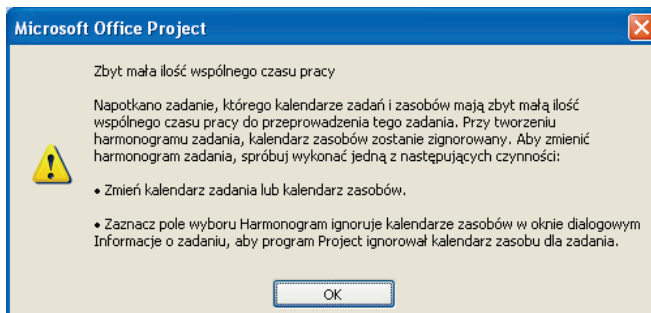 Microsoft Office Project
Zbyt mała ilość wspólnego czasu pracy
Napotkano zadanie, którego kalendarze zadań i zasobów mają zbyt małą ilość
wspólnego czasu pracy do przeprowadzenia tego zadania. Przy tworzeniu
harmonogramu zadania, kalendarz zasobów zostanie zignorowany. Aby zmienić
harmonogram zadania, spróbuj wykonać jedną z następujących czynności:
• Zmień kalendarz zadania lub kalendarz zasobów.
• Zaznacz pole wyboru Harmonogram ignoruje kalendarze zasobów w oknie dialogowym
Informacje o zadaniu, aby program Project ignorował kalendarz zasobu dla zadania.
OK